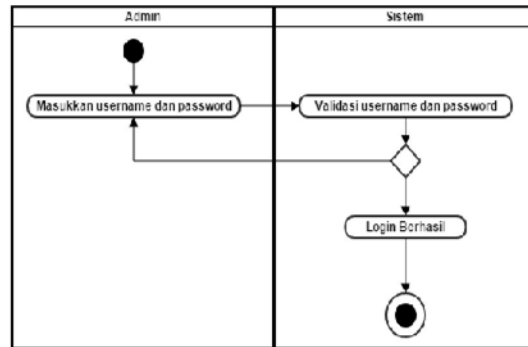 Admin
Sistem
Masukkan username dan password
Validasi username dan password
Login Berhasil